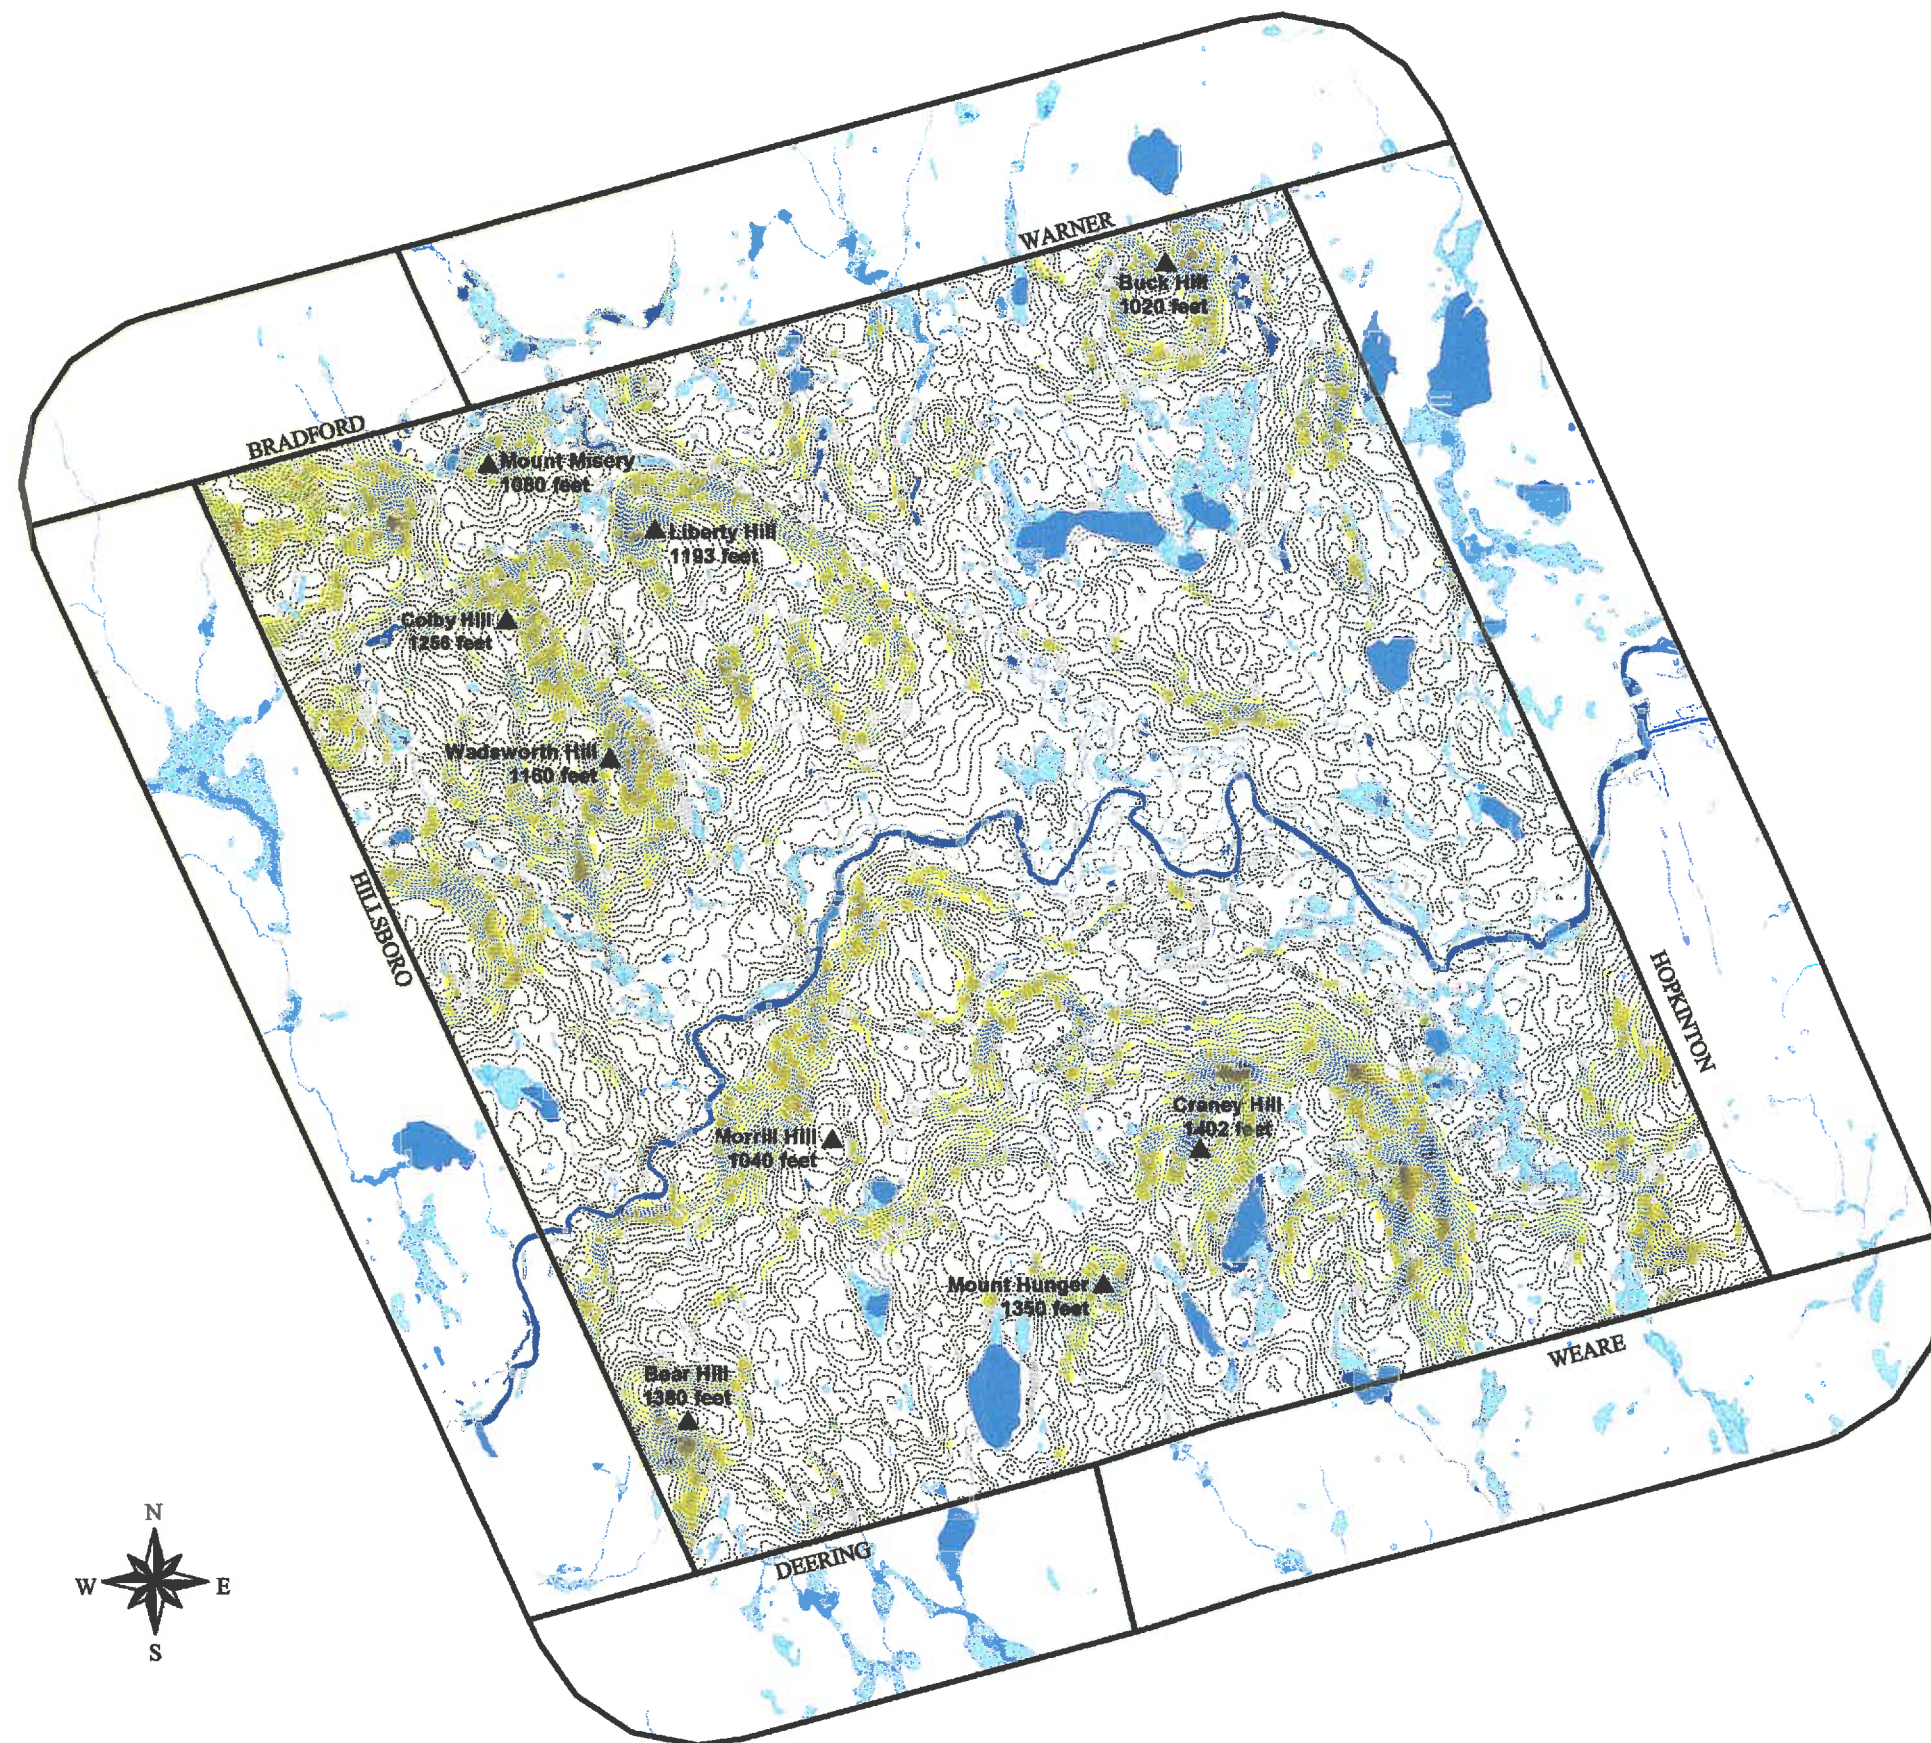 WARNER
Buck Hill
1020 feet
BRADFORD
Mount Misery
1080 feet
Liberty Hill
1193 feet
Colby Hill
1256 feet
Wadsworth Hill
1160 feet
HILLSBORO
HOPKINTON
Craney Hill
1402 feet
Morrill Hill
1040 feet
Mount Hunger
1350 feet
WEARE
Bear Hill
1380 feet
DEERING
N
W
E
S